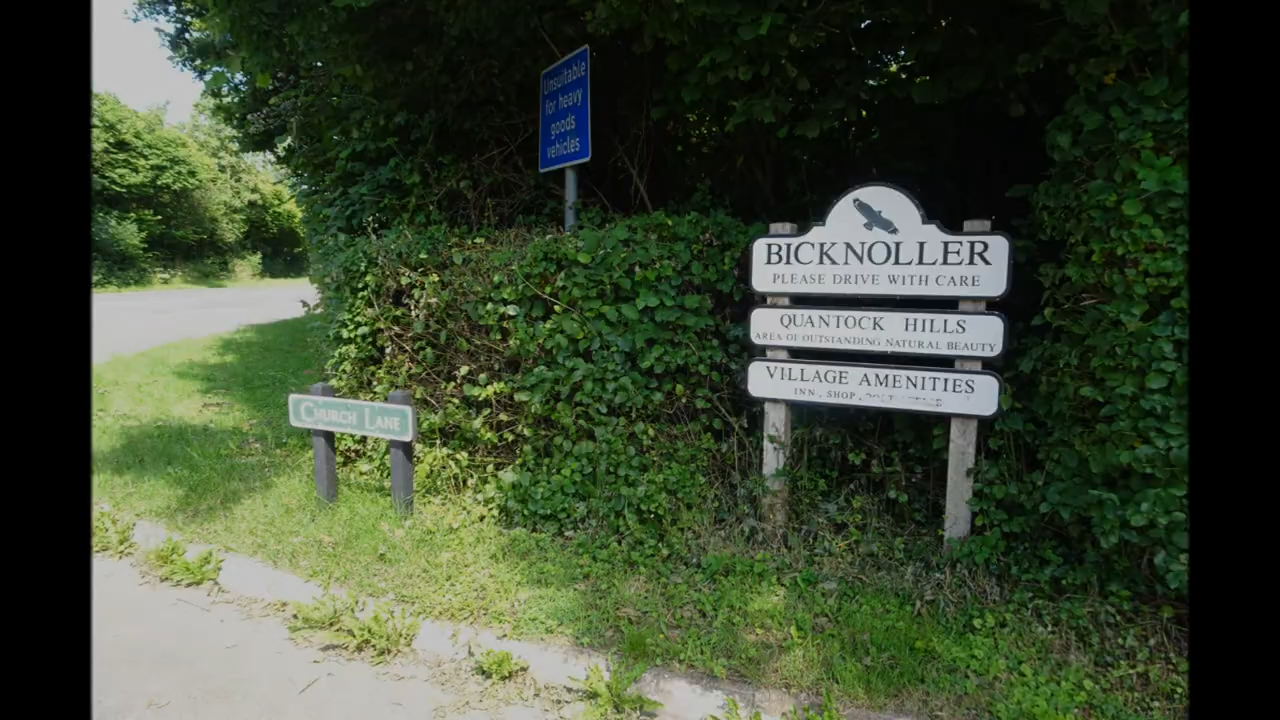 Unsuitable
for heavy
goods
vehicles
BICKNOLLER
PLEASE DRIVE WITH CARE
QUANTOCK HILLS
AREA OF OUTSTANDING NATURAL BEAUTY
VILLAGE AMENITIES
INN . SHOP .
CHURCH LANE